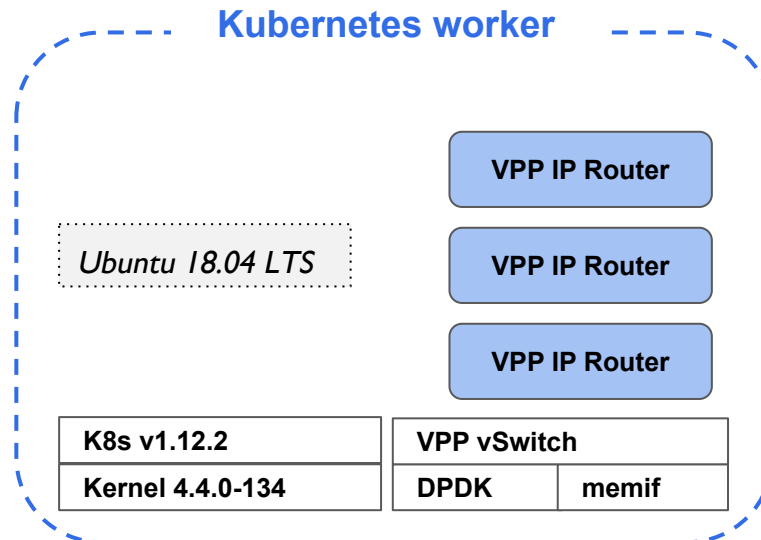 Kubernetes worker
VPP IP Router
Ubuntu 18.04 LTS
VPP IP Router
VPP IP Router
K8s v1.12.2
VPP vSwitch
Kernel 4.4.0-134
DPDK
memif